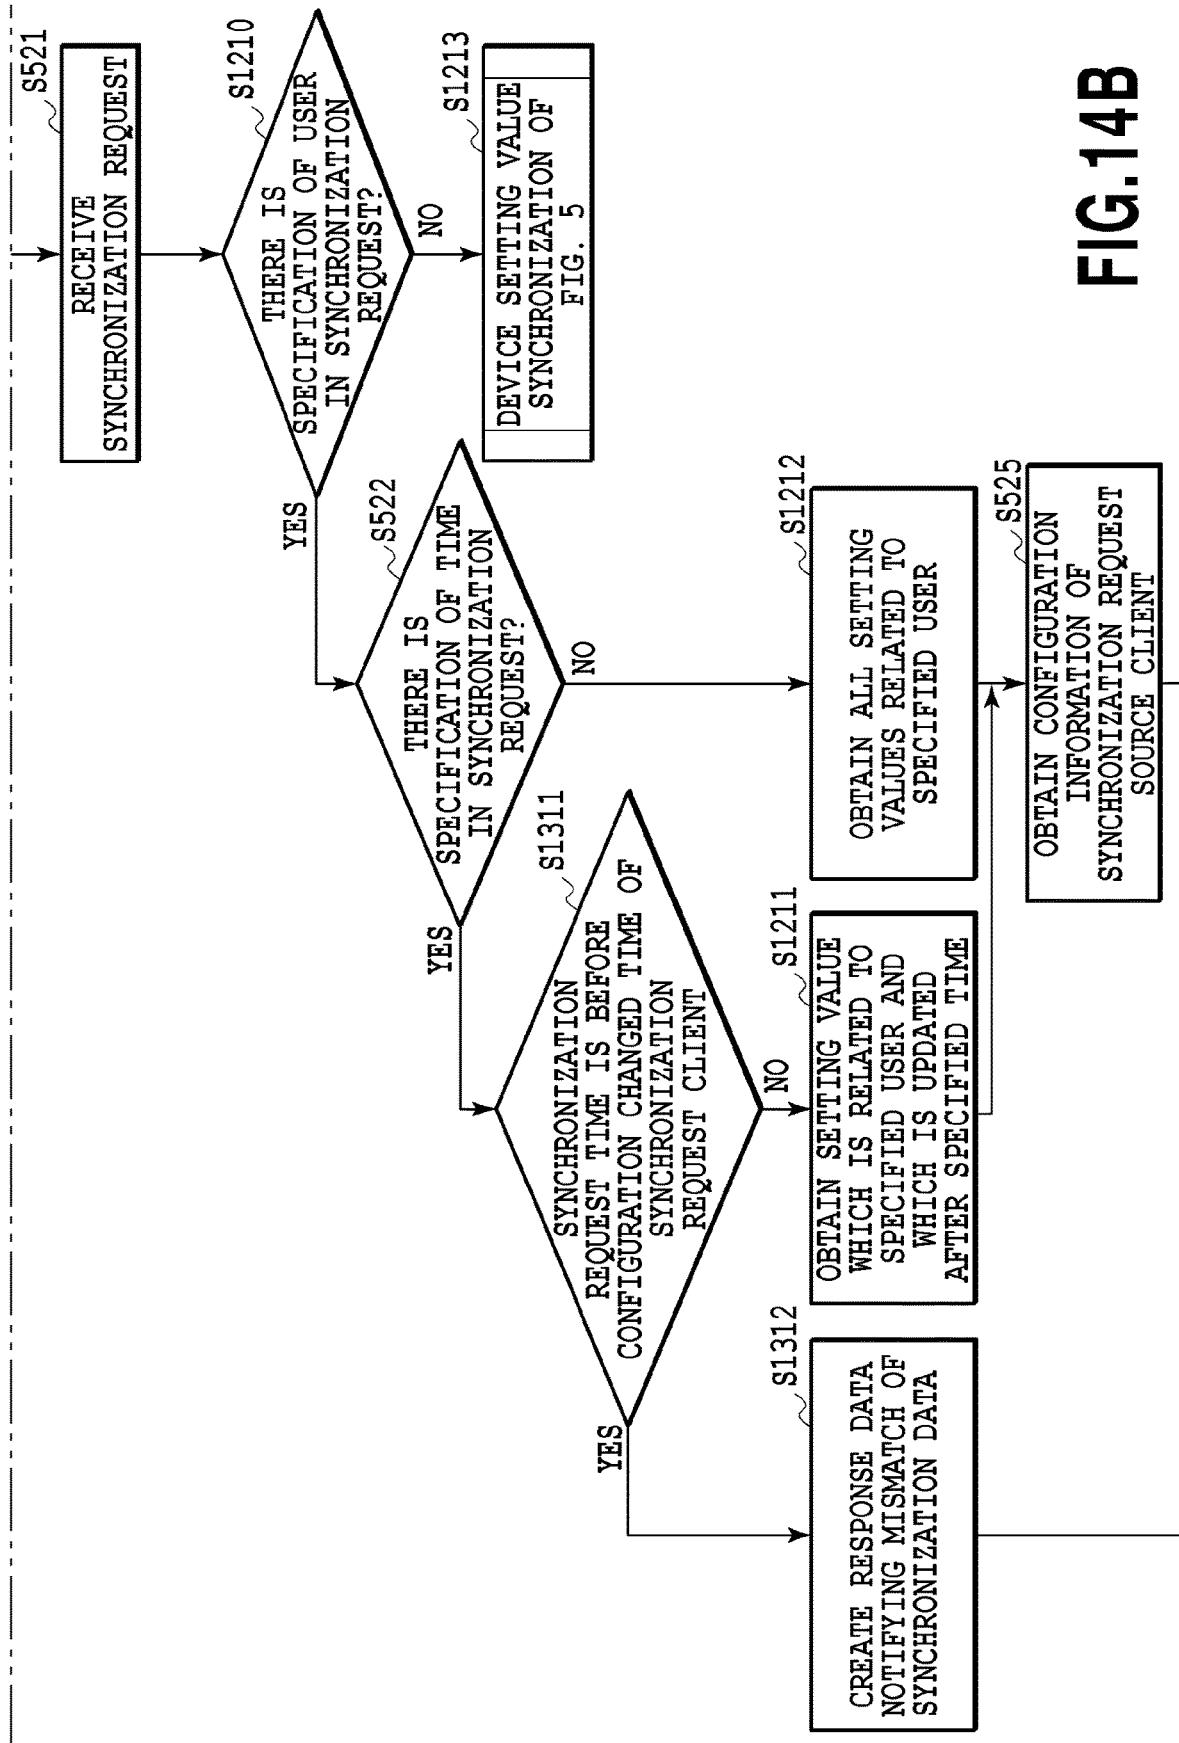 S521
RECEIVE
SYNCHRONIZATION REQUEST
S1210
THERE IS
SPECIFICATION OF USER
IN SYNCHRONIZATION
REQUEST?
YES
NO
S1213
DEVICE SETTING VALUE
SYNCHRONIZATION OF
FIG. 5
S522
THERE IS
SPECIFICATION OF TIME
IN SYNCHRONIZATION
REQUEST?
YES
NO
S1311
SYNCHRONIZATION
REQUEST TIME IS BEFORE
CONFIGURATION CHANGED TIME OF
SYNCHRONIZATION
REQUEST CLIENT
YES
NO
S1312
CREATE RESPONSE DATA
NOTIFYING MISMATCH OF
SYNCHRONIZATION DATA
S1211
OBTAIN SETTING VALUE
WHICH IS RELATED TO
SPECIFIED USER AND
WHICH IS UPDATED
AFTER SPECIFIED TIME
S1212
OBTAIN ALL SETTING
VALUES RELATED TO
SPECIFIED USER
S525
OBTAIN CONFIGURATION
INFORMATION OF
SYNCHRONIZATION REQUEST
SOURCE CLIENT
FIG.14B